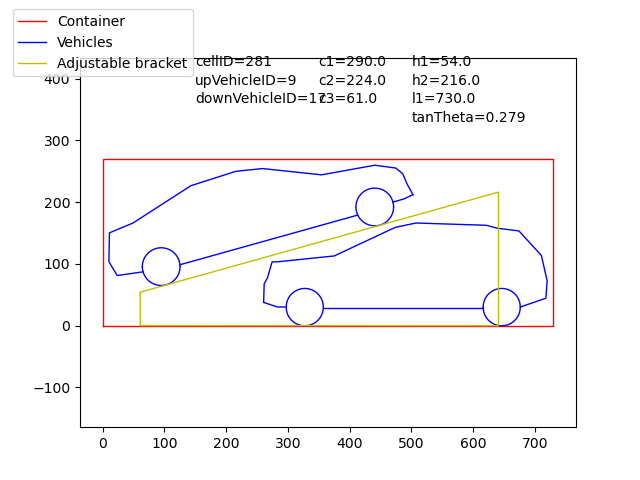 Container
Vehicles
Adjustable bracket
cellID=281 c1=290.0 h1=54.0
upVehicleID=9 c2=224.0 h2=216.0
downVehicleID=17 c3=61.0 l1=730.0
tanTheta=0.279
400
300
200
100
0
−100
0 100 200 300 400 500 600 700